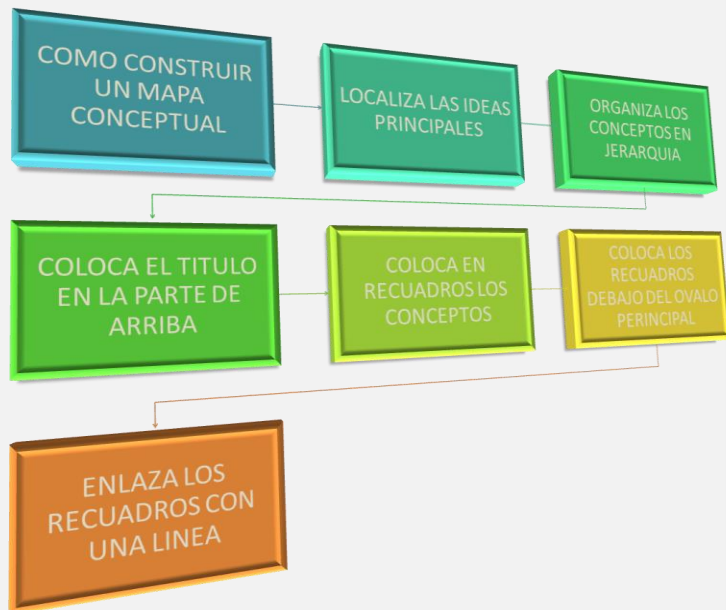 COMO CONSTRUIR
UN MAPA
CONCEPTUAL
LOCALIZA LAS IDEAS
PRINCIPALES
ORGANIZA LOS
CONCEPTOS EN
JERARQUIA
COLOCA EL TITULO
EN LA PARTE DE
ARRIBA
COLOCA EN
RECUADROS LOS
CONCEPTOS
COLOCA LOS
RECUADROS
DEBAJO DEL OVALO
PERINCIPAL
ENLAZA LOS
RECUADROS CON
UNA LINEA